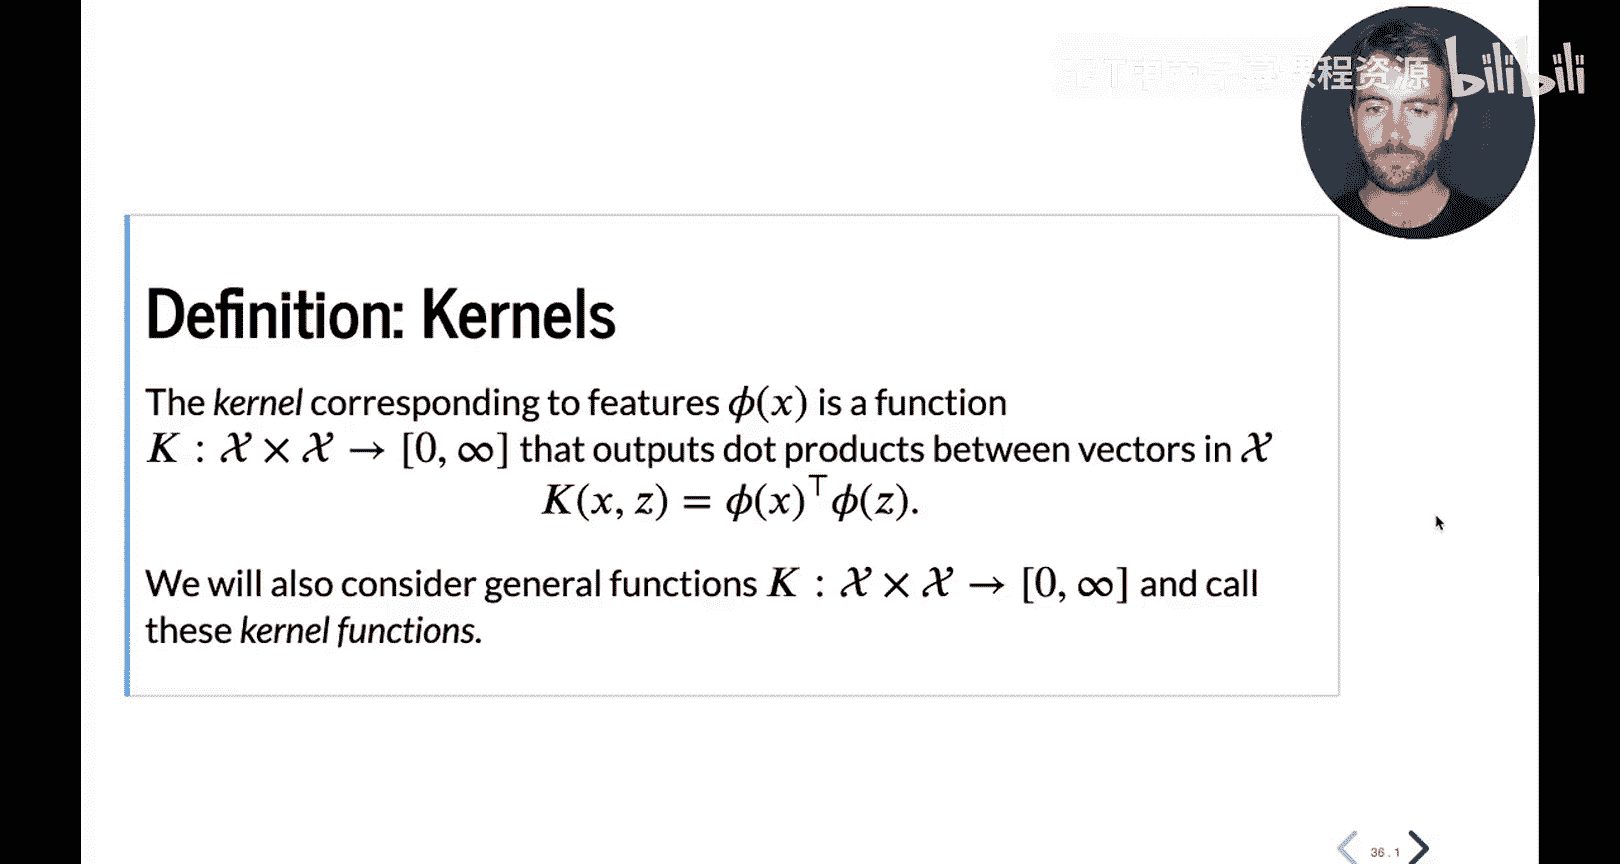 课程资源 bilibili
Definition: Kernels
The kernel corresponding to features ϕ(x) is a function
K : 𝒳 × 𝒳 → [0, ∞] that outputs dot products between vectors in 𝒳
K(x, z) = ϕ(x)⊤ϕ(z).
We will also consider general functions K : 𝒳 × 𝒳 → [0, ∞] and call
these kernel functions.
36.1